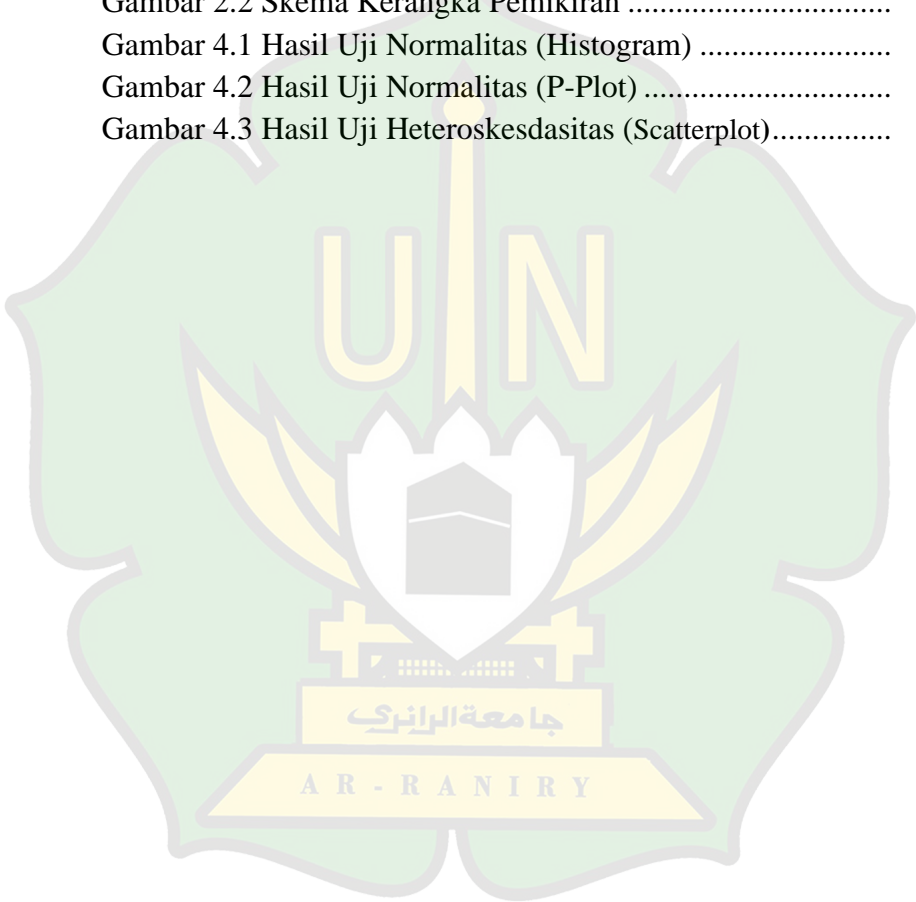 Gambar 2.2 Skema Kerangka Pemikiran ..............................
Gambar 4.1 Hasil Uji Normalitas (Histogram) ........................
Gambar 4.2 Hasil Uji Normalitas (P-Plot) ...............................
Gambar 4.3 Hasil Uji Heteroskesdasitas (Scatterplot)...............
UIN
جامعة الرانري
AR-RANIRY